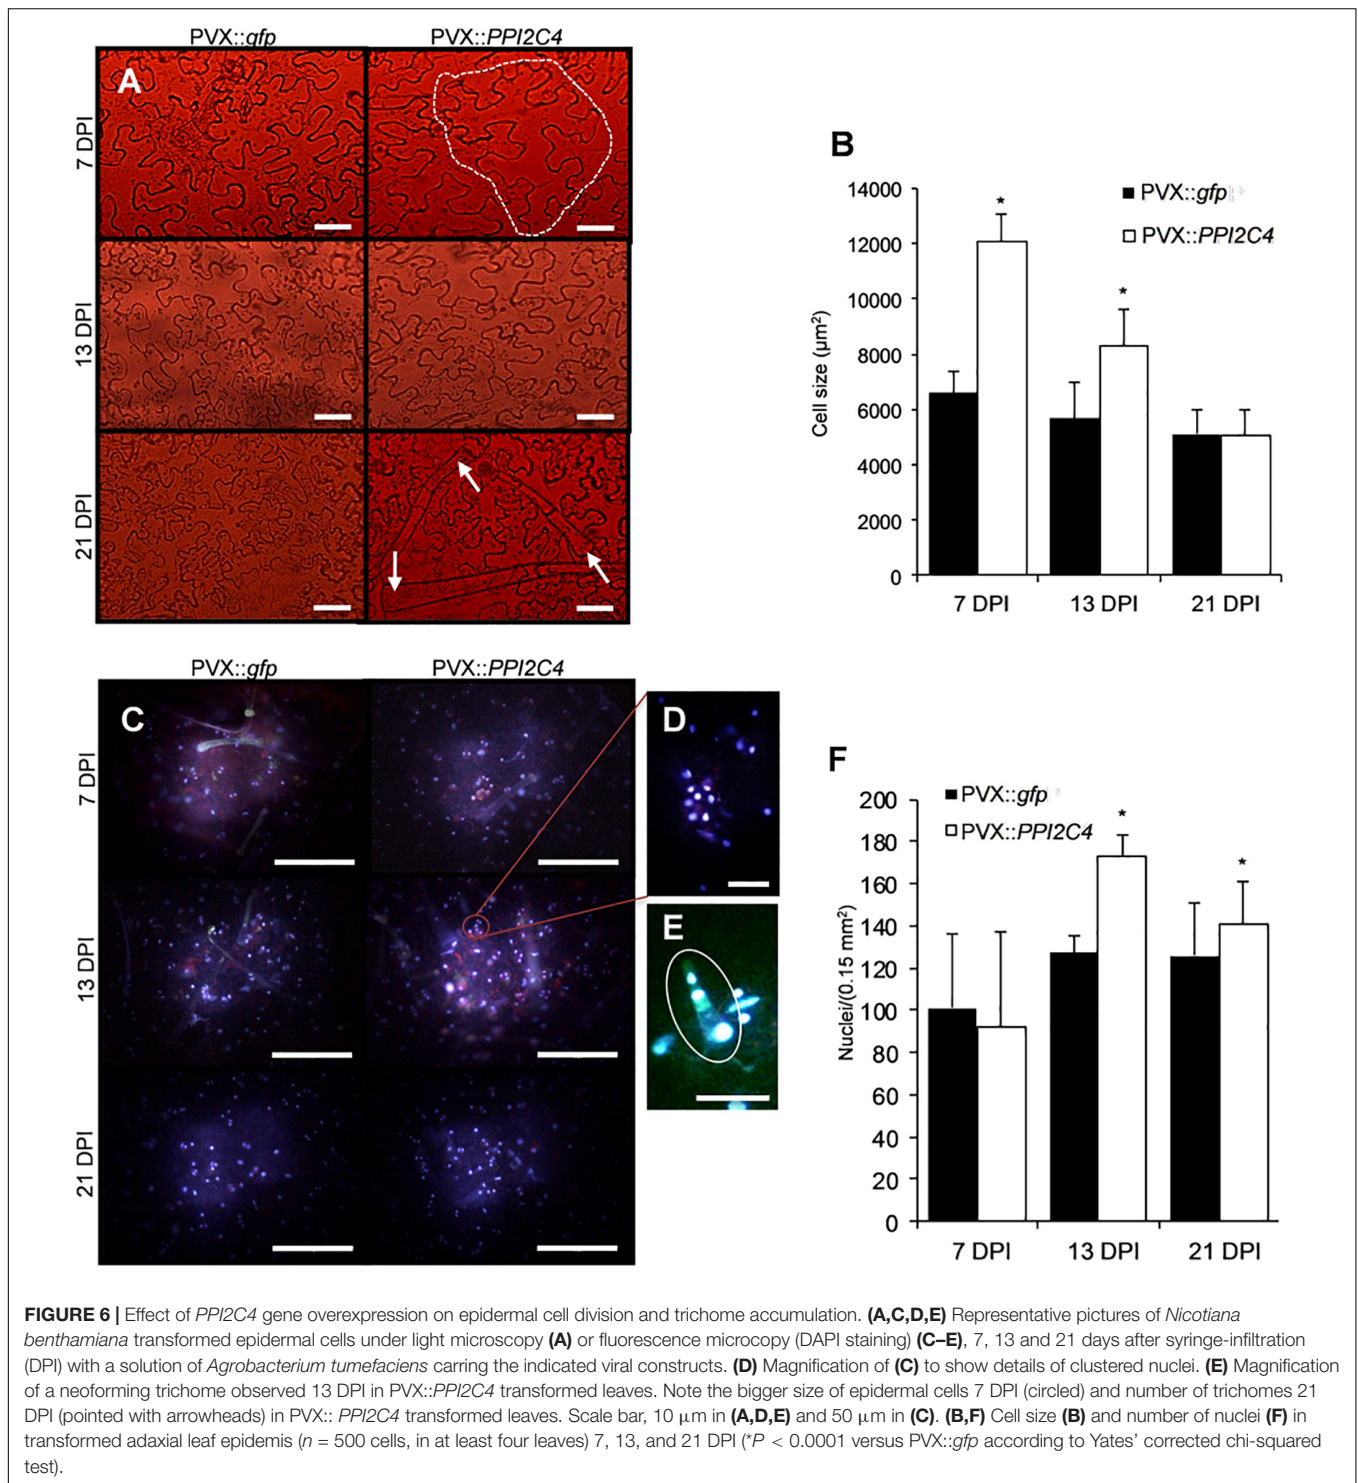 PVX::gfp
PVX::PPI2C4
A
7 DPI
13 DPI
21 DPI
B
14000
12000
10000
8000
6000
4000
2000
0
Cell size (µm²)
PVX::gfp
PVX::PPI2C4
*
*
7 DPI
13 DPI
21 DPI
PVX::gfp
PVX::PPI2C4
C
7 DPI
13 DPI
21 DPI
D
E
F
200
180
160
140
120
100
80
60
40
20
0
Nuclei/(0.15 mm²)
PVX::gfp
PVX::PPI2C4
*
*
7 DPI
13 DPI
21 DPI
FIGURE 6 | Effect of PPI2C4 gene overexpression on epidermal cell division and trichome accumulation. (A,C,D,E) Representative pictures of Nicotiana
benthamiana transformed epidermal cells under light microscopy (A) or fluorescence microcopy (DAPI staining) (C–E), 7, 13 and 21 days after syringe-infiltration
(DPI) with a solution of Agrobacterium tumefaciens carring the indicated viral constructs. (D) Magnification of (C) to show details of clustered nuclei. (E) Magnification
of a neoforming trichome observed 13 DPI in PVX::PPI2C4 transformed leaves. Note the bigger size of epidermal cells 7 DPI (circled) and number of trichomes 21
DPI (pointed with arrowheads) in PVX:: PPI2C4 transformed leaves. Scale bar, 10 µm in (A,D,E) and 50 µm in (C). (B,F) Cell size (B) and number of nuclei (F) in
transformed adaxial leaf epidemis (n = 500 cells, in at least four leaves) 7, 13, and 21 DPI (*P < 0.0001 versus PVX::gfp according to Yates' corrected chi-squared
test).